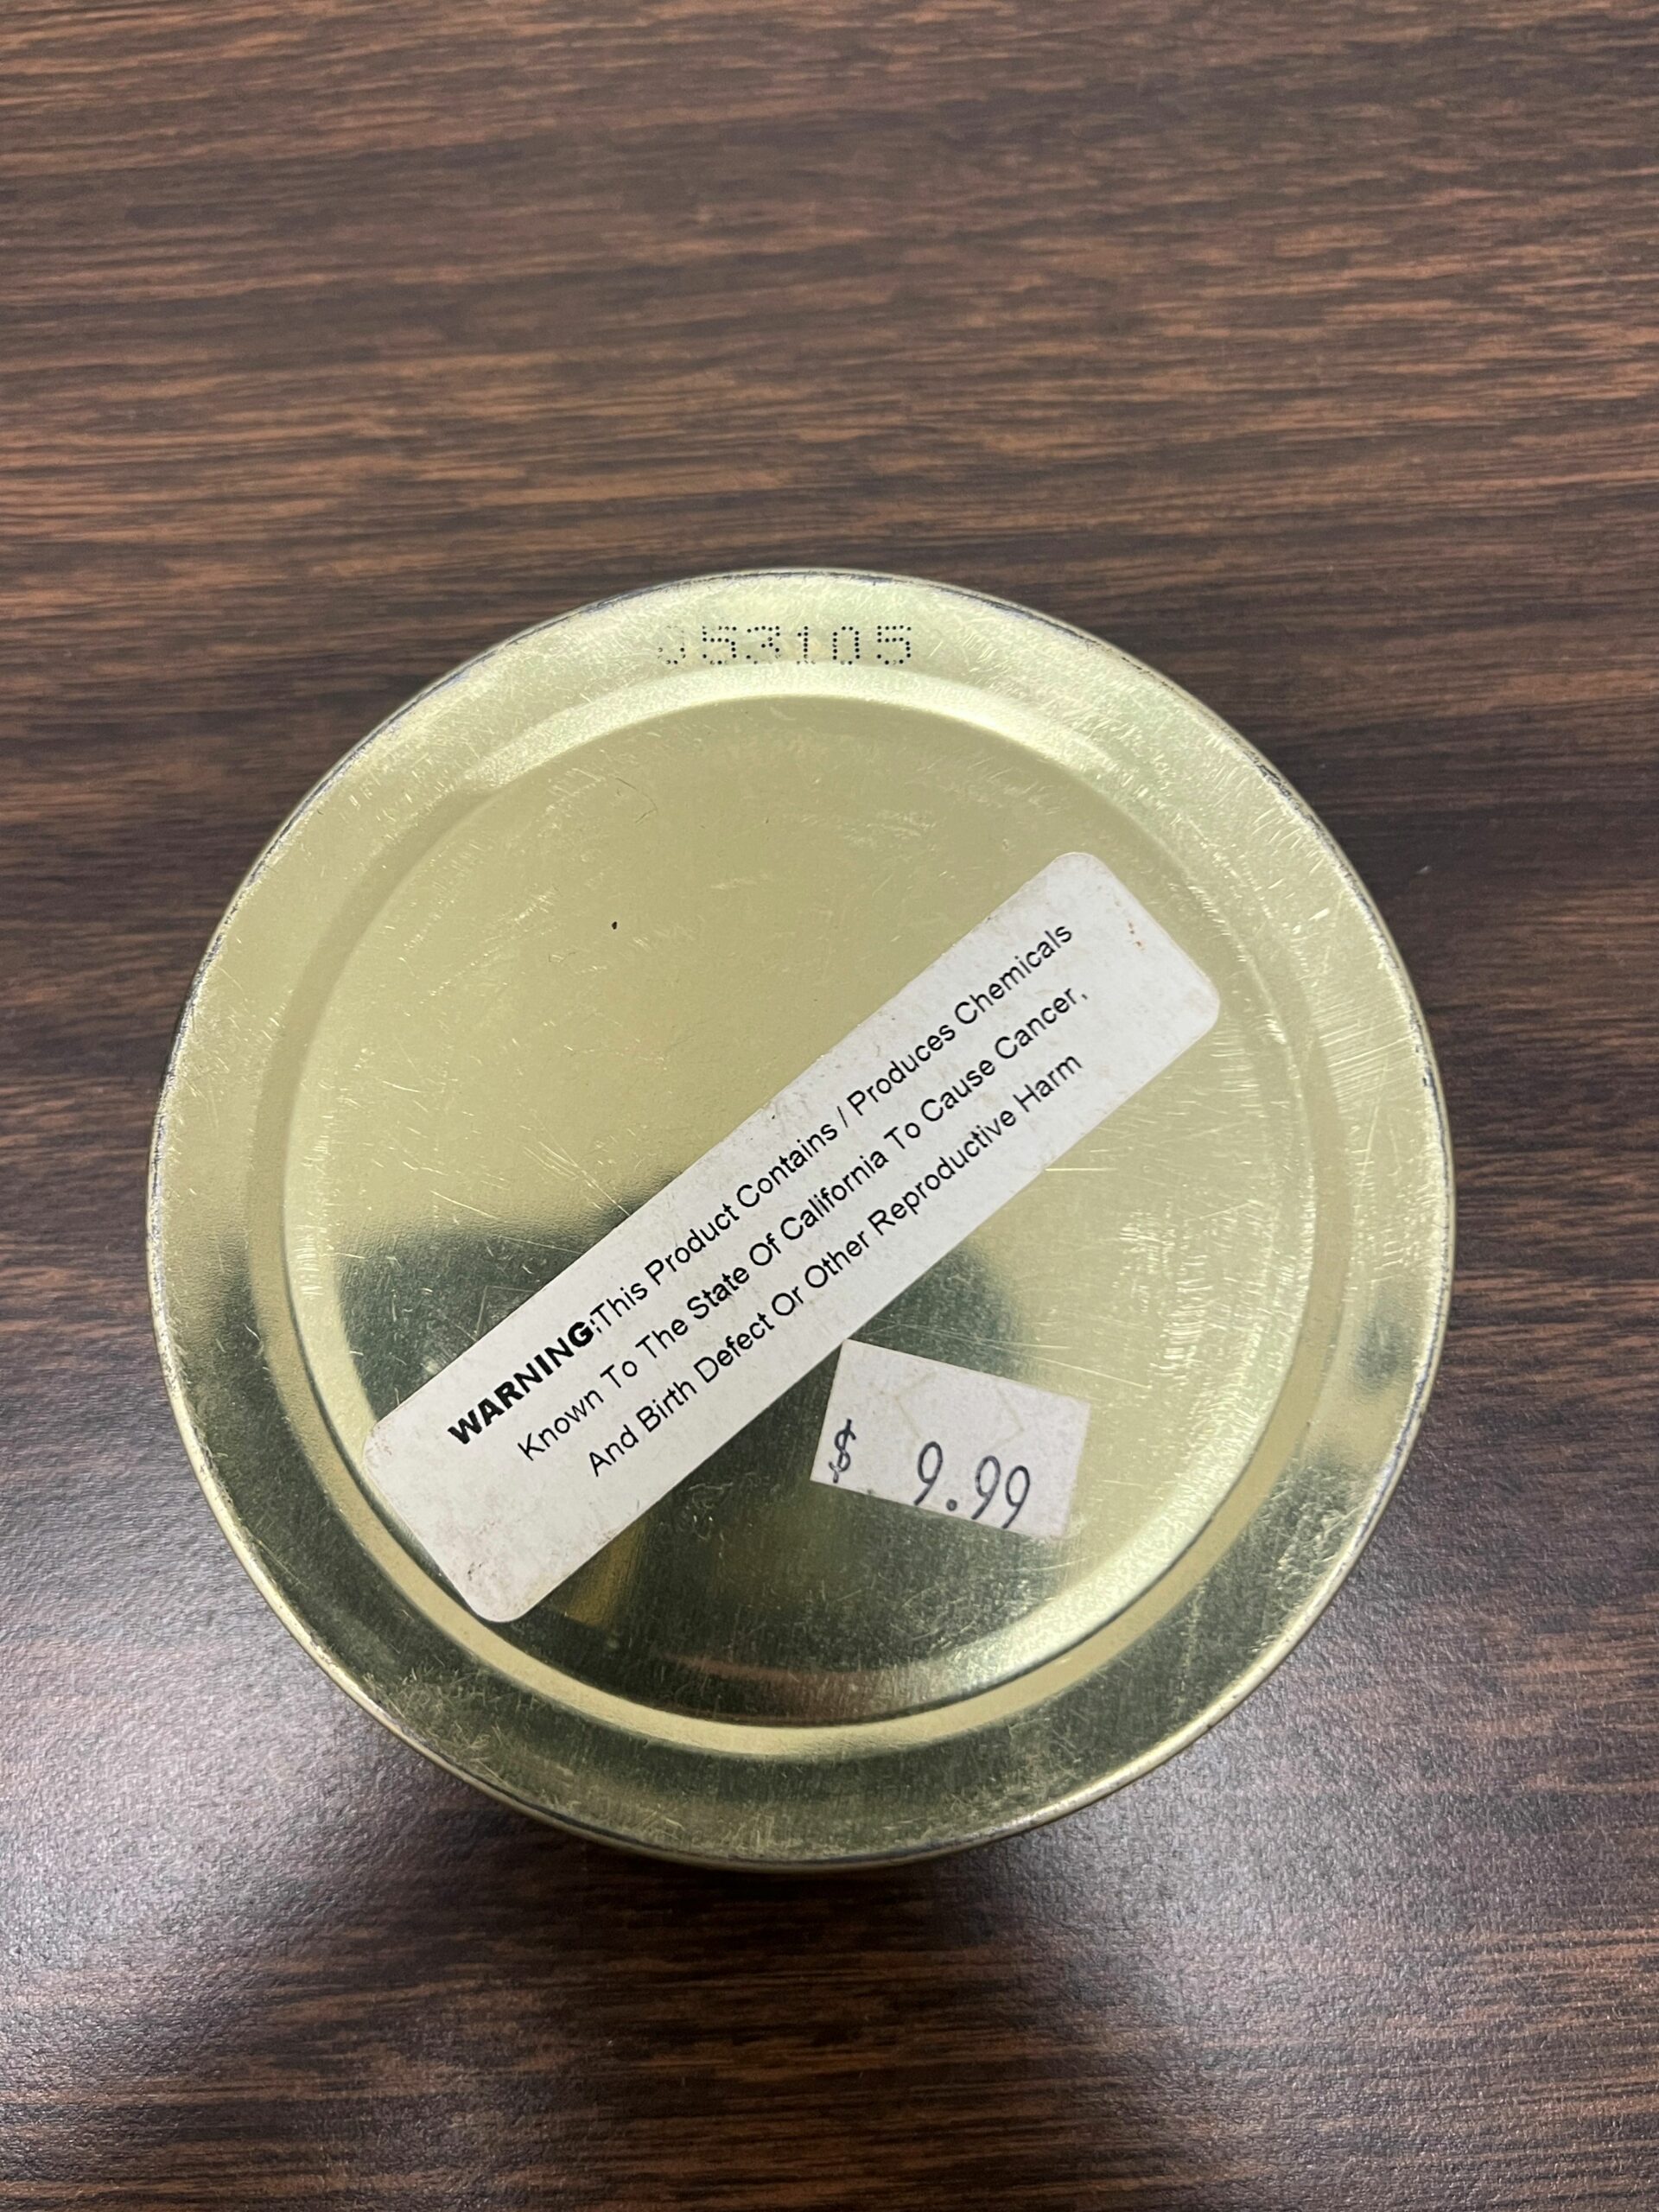 053105
WARNING:This Product Contains / Produces Chemicals
Known To The State Of California To Cause Cancer,
And Birth Defect Or Other Reproductive Harm
$ 9.99